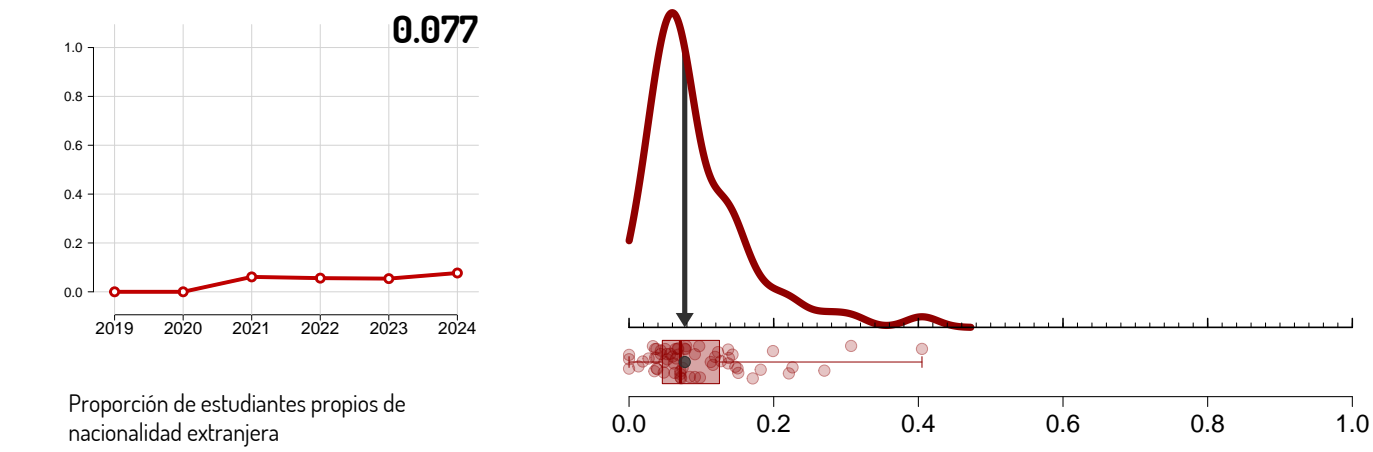 0.077
1.0
0.8
0.6
0.4
0.2
0.0
2019 2020 2021 2022 2023 2024
Proporción de estudiantes propios de
nacionalidad extranjera
0.0 0.2 0.4 0.6 0.8 1.0